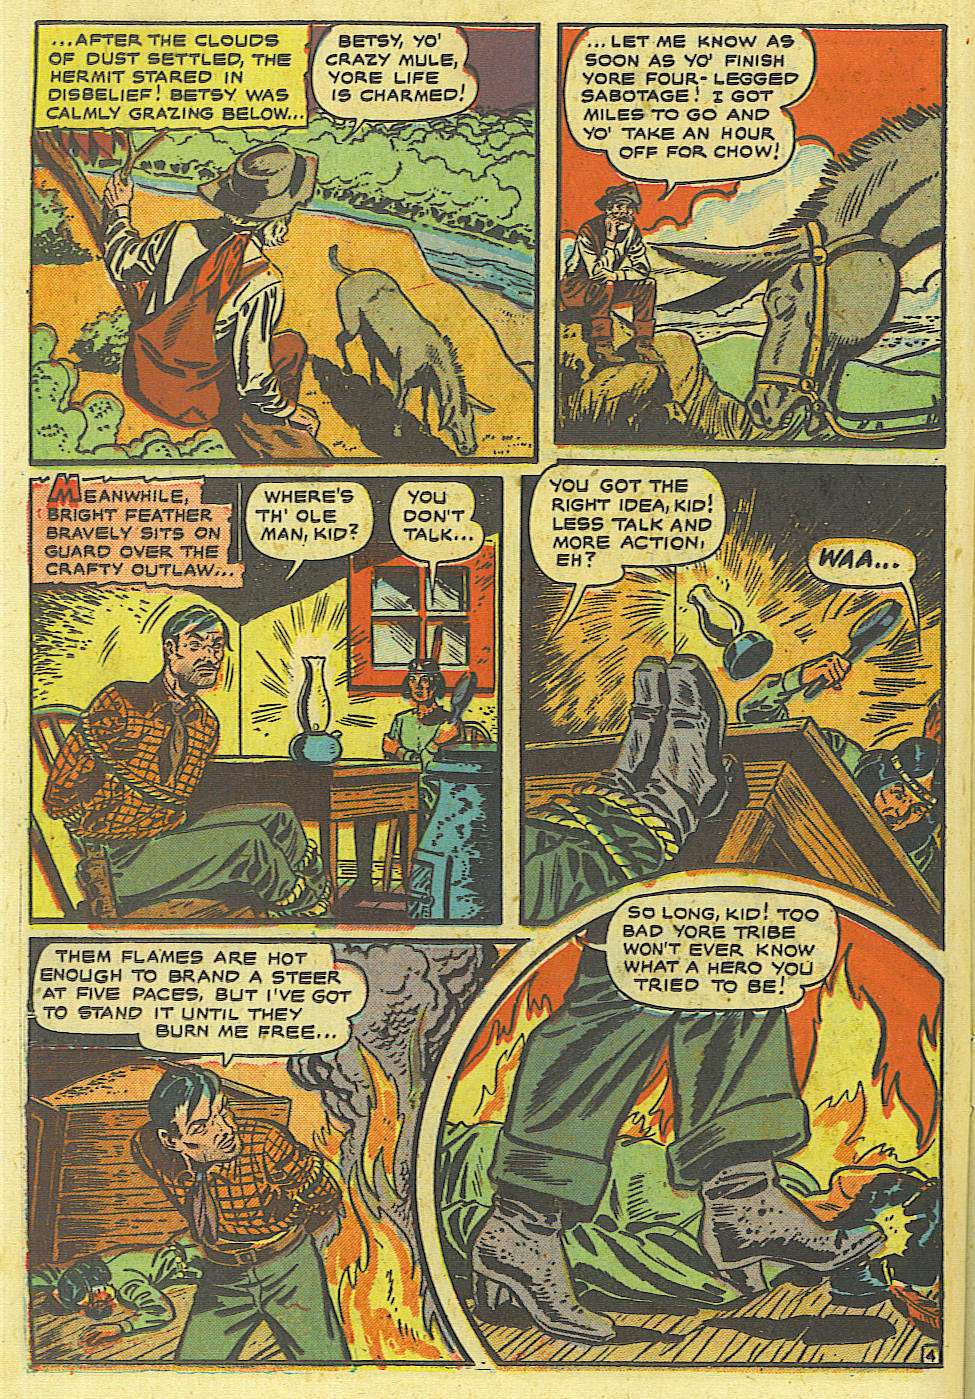 ...AFTER THE CLOUDS
OF DUST SETTLED, THE
HERMIT STARED IN
DISBELIEF! BETSY WAS
CALMLY GRAZING BELOW...
BETSY, YO'
CRAZY MULE,
YORE LIFE
IS CHARMED!
...LET ME KNOW AS
SOON AS YO' FINISH
YORE FOUR-LEGGED
SABOTAGE! I GOT
MILES TO GO AND
YO' TAKE AN HOUR
OFF FOR CHOW!
MEANWHILE,
BRIGHT FEATHER
BRAVELY SITS ON
GUARD OVER THE
CRAFTY OUTLAW...
WHERE'S
TH' OLE
MAN, KID?
YOU
DON'T
TALK...
YOU GOT THE
RIGHT IDEA, KID!
LESS TALK AND
MORE ACTION,
EH?
WAA...
THEM FLAMES ARE HOT
ENOUGH TO BRAND A STEER
AT FIVE PACES, BUT I'VE GOT
TO STAND IT UNTIL THEY
BURN ME FREE...
SO LONG, KID! TOO
BAD YORE TRIBE
WON'T EVER KNOW
WHAT A HERO YOU
TRIED TO BE!
4